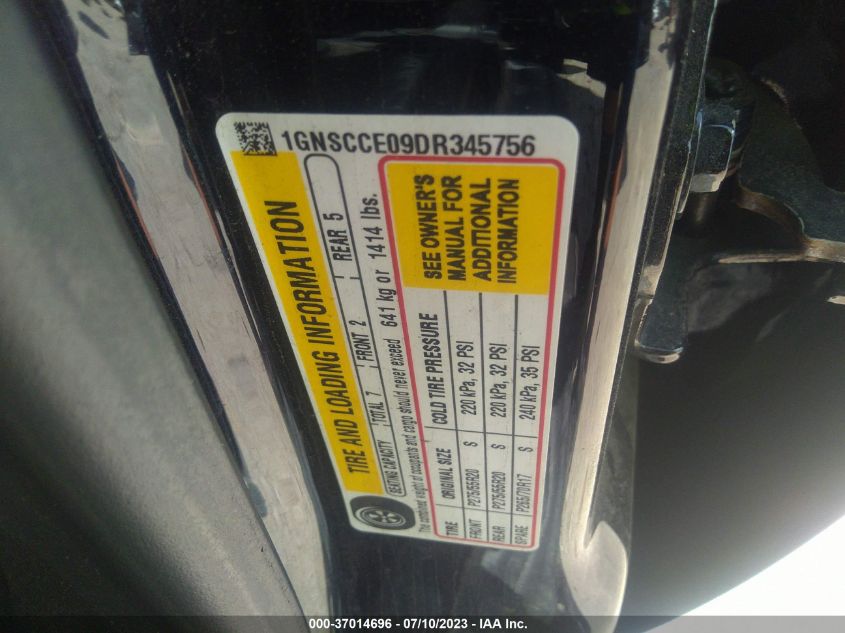 1GNSCCE09DR345756
TIRE AND LOADING INFORMATION
SEATING CAPACITY TOTAL 7 FRONT 2 REAR 5
The combined weight of occupants and cargo should never exceed 641 kg or 1414 lbs.
TIRE ORIGINAL SIZE COLD TIRE PRESSURE
FRONT P275/55R20 S 220 kPa, 32 PSI
REAR P275/55R20 S 220 kPa, 32 PSI
SPARE P265/70R17 S 240 kPa, 35 PSI
SEE OWNER'S
MANUAL FOR
ADDITIONAL
INFORMATION
000-37014696 - 07/10/2023 - IAA Inc.